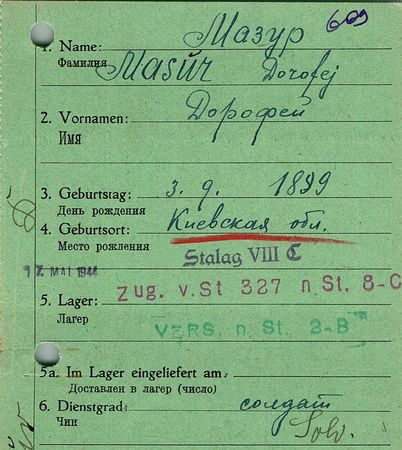 609
1. Name: Мазур
Фамилия Masúr Dorofej
2. Vornamen: Дорофей
Имя
3. Geburtstag: 3. 9. 1899
День рождения
4. Geburtsort: Киевская обл.
Место рождения
Stalag VIII C
17. MAI 1944
5. Lager: Zug. v. St 327 n St. 8-C
Лагерь
VERS. n. St. 2-B
5a. Im Lager eingeliefert am:
Доставлен в лагерь (число)
6. Dienstgrad: солдат
Чин Sold.